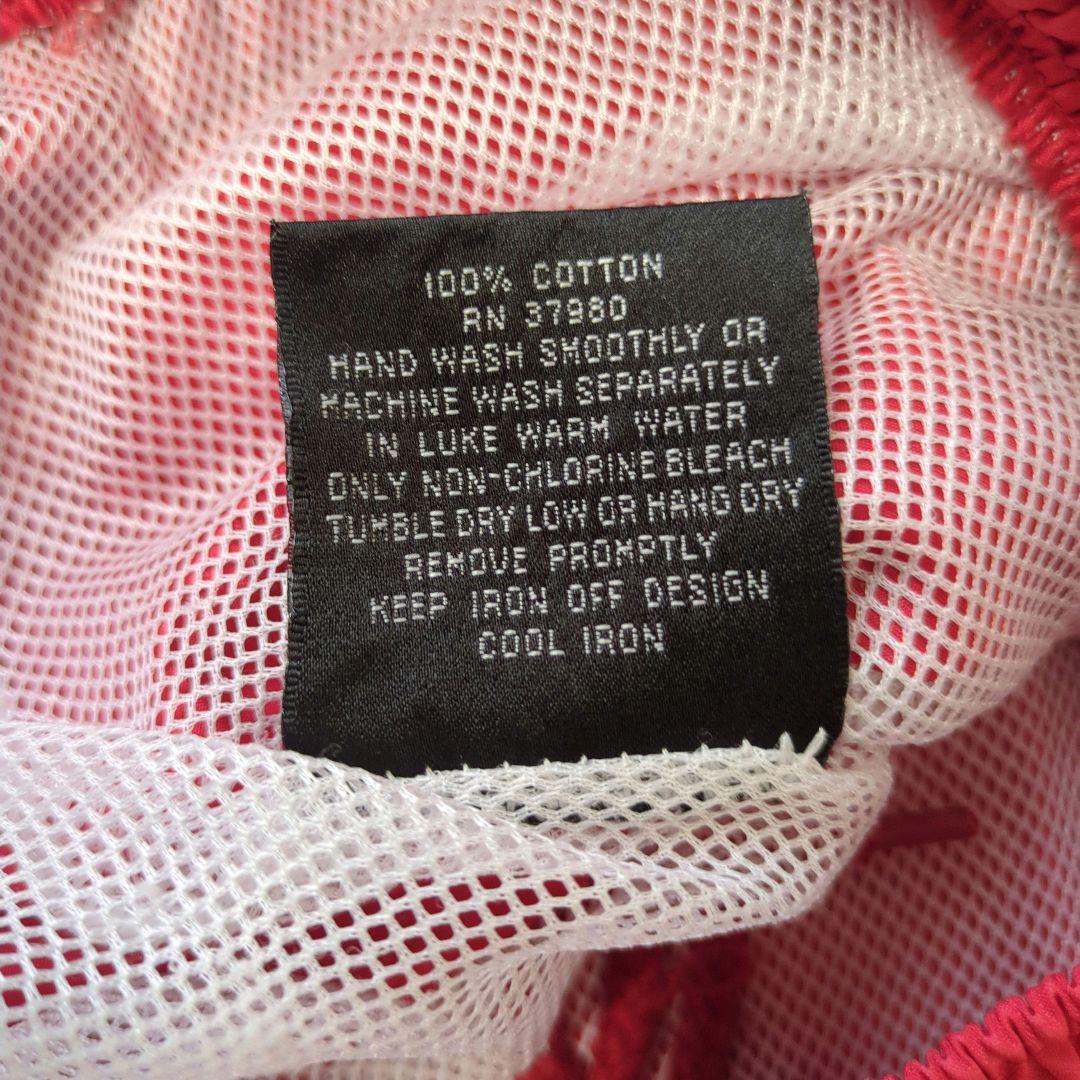 100% COTTON
RN 37980
HAND WASH SMOOTHLY OR
MACHINE WASH SEPARATELY
IN LUKE WARM WATER
ONLY NON-CHLORINE BLEACH
TUMBLE DRY LOW OR HANG DRY
REMOVE PROMPTLY
KEEP IRON OFF DESIGN
COOL IRON